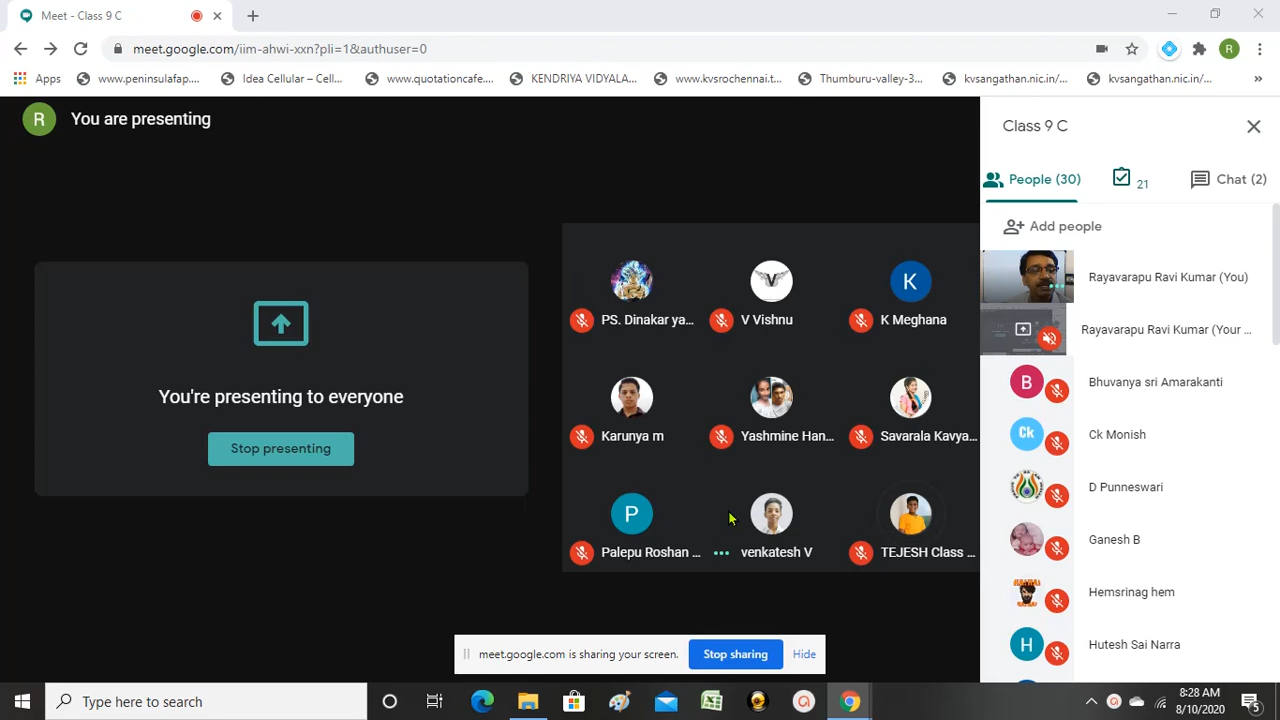 Meet - Class 9 C
meet.google.com/iim-ahwi-xxn?pli=1&authuser=0
R
Apps
www.peninsulafap....
Idea Cellular – Cell...
www.quotationcafe....
KENDRIYA VIDYALA...
www.kvsrochennai.t...
Thumburu-valley-3...
kvsangathan.nic.in/...
kvsangathan.nic.in/...
»
R
You are presenting
You're presenting to everyone
Stop presenting
PS. Dinakar ya...
V
V Vishnu
K
K Meghana
Karunya m
Yashmine Han...
Savarala Kavya...
P
Palepu Roshan ...
venkatesh V
TEJESH Class ...
Class 9 C
People (30)
21
Chat (2)
Add people
Rayavarapu Ravi Kumar (You)
Rayavarapu Ravi Kumar (Your ...
B
Bhuvanya sri Amarakanti
Ck
Ck Monish
D Punneswari
Ganesh B
Hemsrinag hem
H
Hutesh Sai Narra
meet.google.com is sharing your screen.
Stop sharing
Hide
Type here to search
8:28 AM
8/10/2020
5